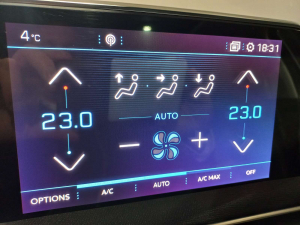 4°C 18:31
23.0 AUTO 23.0
OPTIONS A/C AUTO A/C MAX OFF